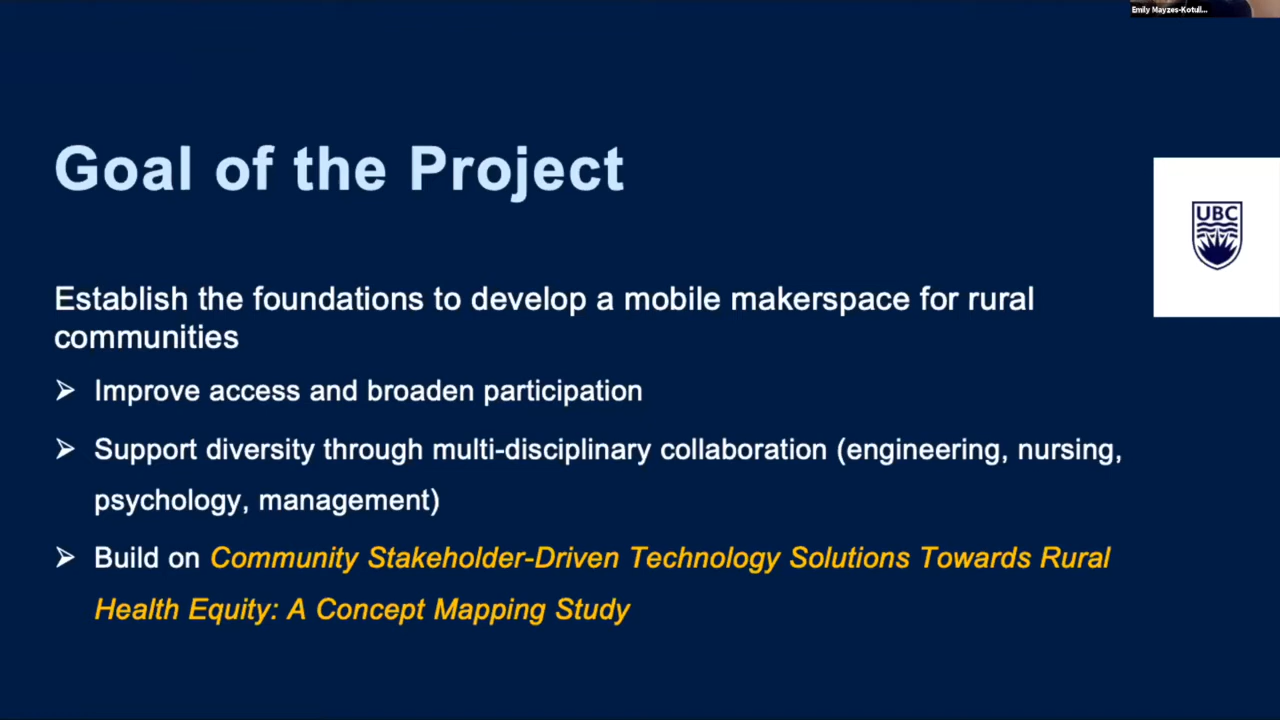 Emily Mayzes-Kotull...
Goal of the Project
UBC
Establish the foundations to develop a mobile makerspace for rural
communities
➢ Improve access and broaden participation
➢ Support diversity through multi-disciplinary collaboration (engineering, nursing,
psychology, management)
➢ Build on Community Stakeholder-Driven Technology Solutions Towards Rural
Health Equity: A Concept Mapping Study